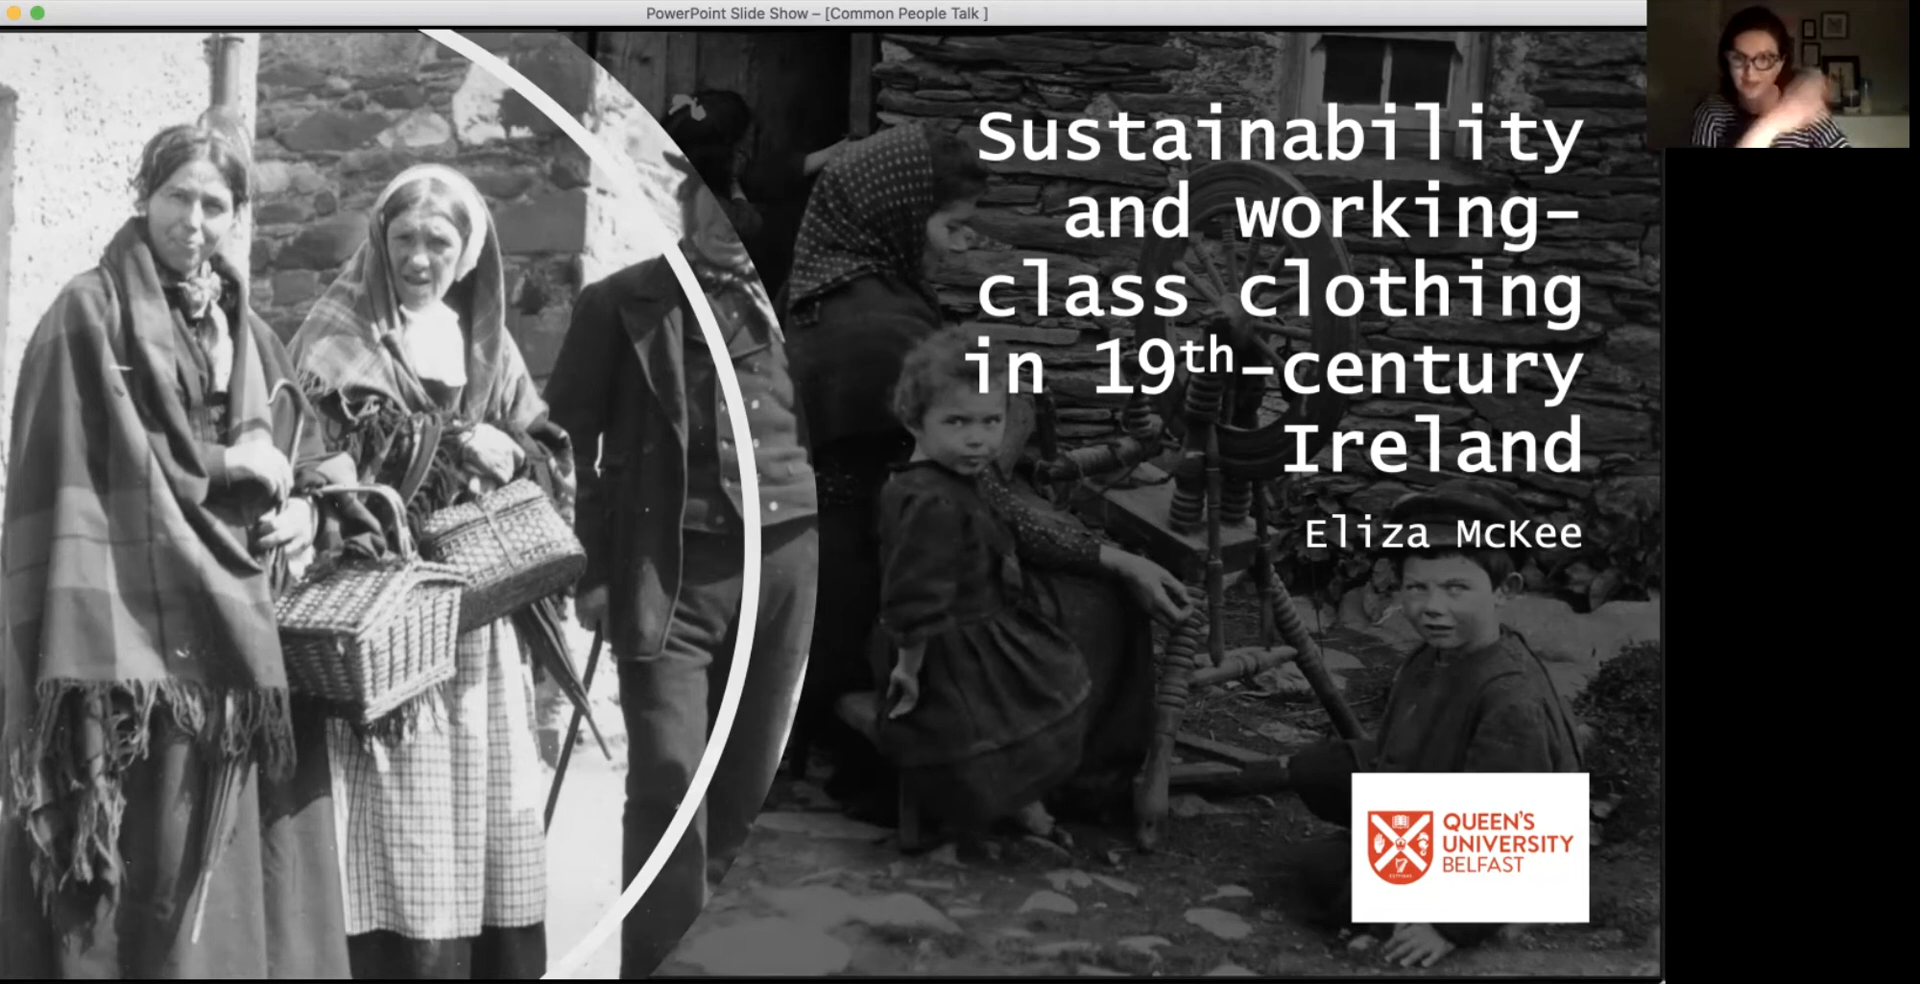 PowerPoint Slide Show – [Common People Talk ]
Sustainability
and working-
class clothing
in 19th-century
Ireland
Eliza McKee
QUEEN'S
UNIVERSITY
BELFAST